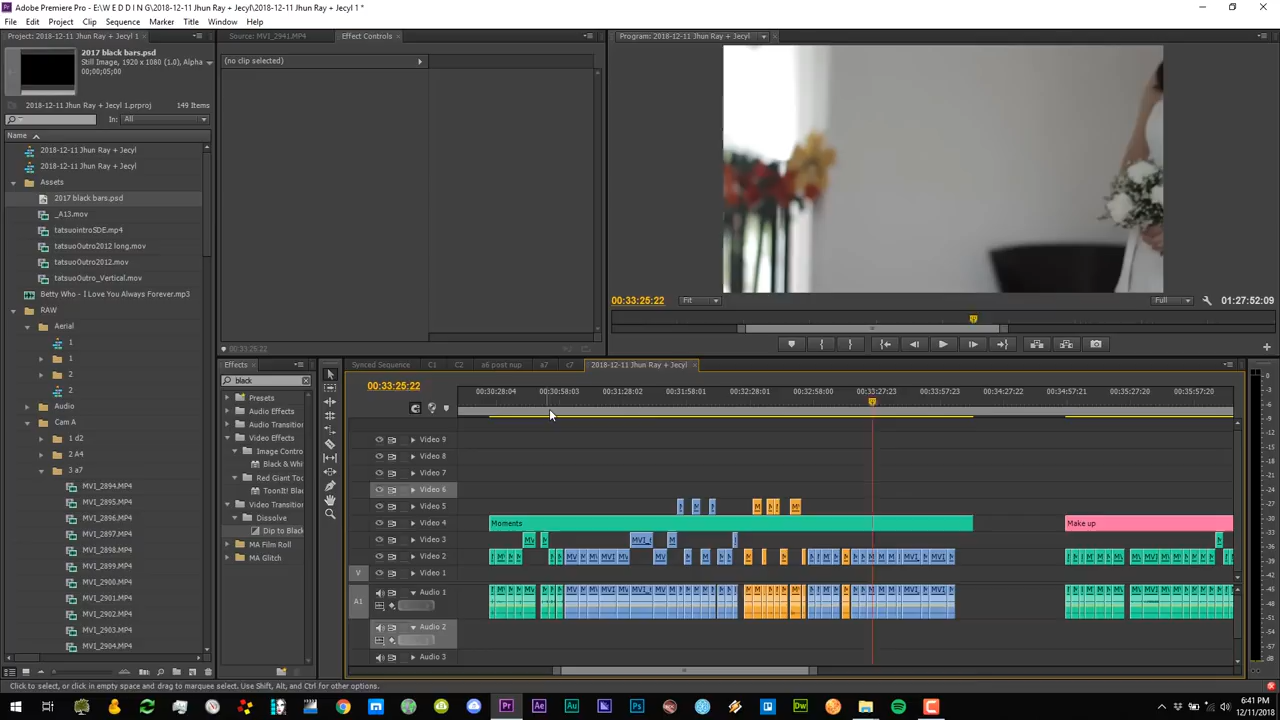 Adobe Premiere Pro - E:\W E D D I N G\2018-12-11 Jhun Ray + Jecyl\2018-12-11 Jhun Ray + Jecyl 1 *
File Edit Project Clip Sequence Marker Title Window Help
Project: 2018-12-11 Jhun Ray + Jecyl 1
Source: MVI_2941.MP4
Effect Controls
Program: 2018-12-11 Jhun Ray + Jecyl
2017 black bars.psd
Still Image, 1920 x 1080 (1.0), Alpha
00;00;05;00
2018-12-11 Jhun Ray + Jecyl 1.prproj
149 Items
In: All
Name
2018-12-11 Jhun Ray + Jecyl
2018-12-11 Jhun Ray + Jecyl
Assets
2017 black bars.psd
_A13.mov
tatsuointroSDE.mp4
tatsuoOutro2012 long.mov
tatsuoOutro2012.mov
tatsuoOutro_Vertical.mov
Betty Who - I Love You Always Forever.mp3
RAW
Aerial
1
1
2
2
Audio
Cam A
1 d2
2 A4
3 a7
MVI_2894.MP4
MVI_2895.MP4
MVI_2896.MP4
MVI_2897.MP4
MVI_2898.MP4
MVI_2899.MP4
MVI_2900.MP4
MVI_2901.MP4
MVI_2902.MP4
MVI_2903.MP4
MVI_2904.MP4
(no clip selected)
00:33:25:22
00:33:25:22
Fit
Full
01:27:52:09
Effects
black
Presets
Audio Effects
Audio Transition
Video Effects
Image Contro
Black & Whi
Red Giant Too
ToonIt! Blac
Video Transition
Dissolve
Dip to Black
MA Film Roll
MA Glitch
Synced Sequence C1 C2 a6 post nup a7 c7 2018-12-11 Jhun Ray + Jecyl
00:33:25:22
00:30:28:04 00:30:58:03 00:31:28:02 00:31:58:01 00:32:28:01 00:32:58:00 00:33:27:23 00:33:57:23 00:34:57:21 00:35:27:20 00:35:57:20
Video 9
Video 8
Video 7
Video 6
Video 5
Video 4
Moments
Make up
Video 3
Video 2
V
Video 1
A1
Audio 1
Audio 2
Audio 3
Click to select, or click in empty space and drag to marquee select. Use Shift, Alt, and Ctrl for other options.
6:41 PM
12/11/2018